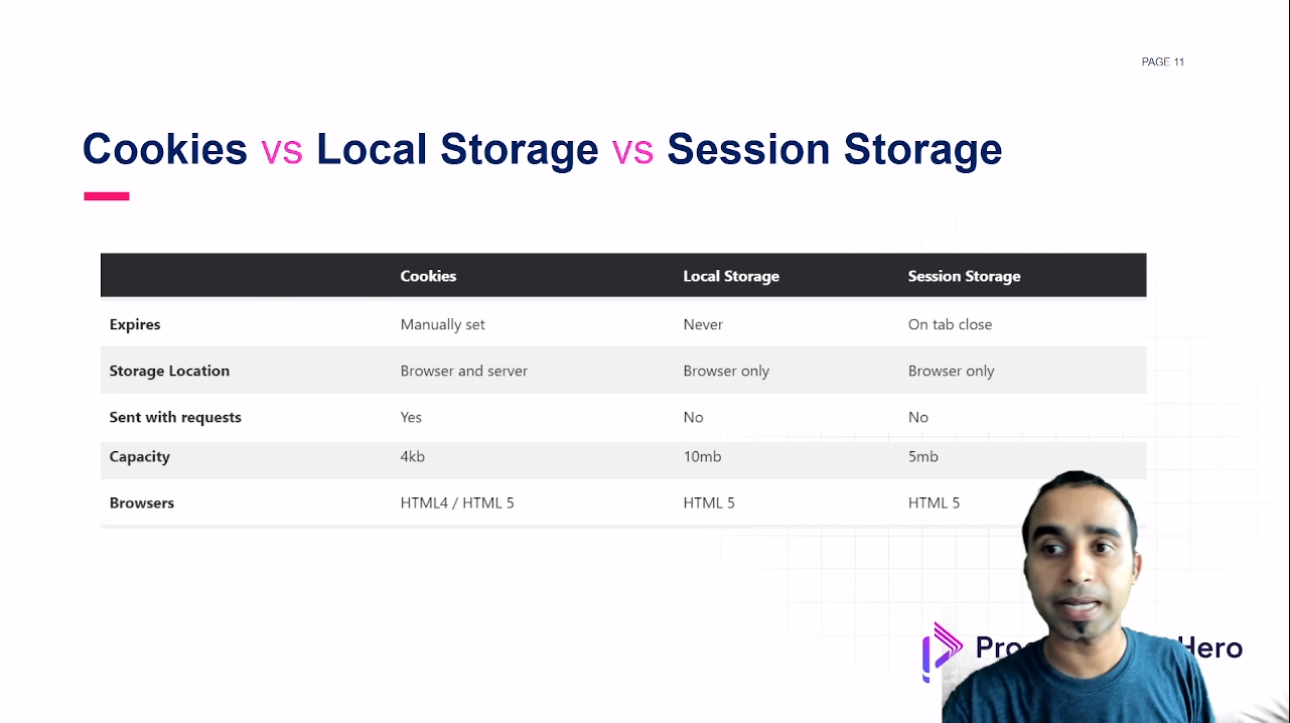 PAGE 11
Cookies vs Local Storage vs Session Storage
Cookies Local Storage Session Storage
Expires Manually set Never On tab close
Storage Location Browser and server Browser only Browser only
Sent with requests Yes No No
Capacity 4kb 10mb 5mb
Browsers HTML4 / HTML 5 HTML 5 HTML 5
Hero